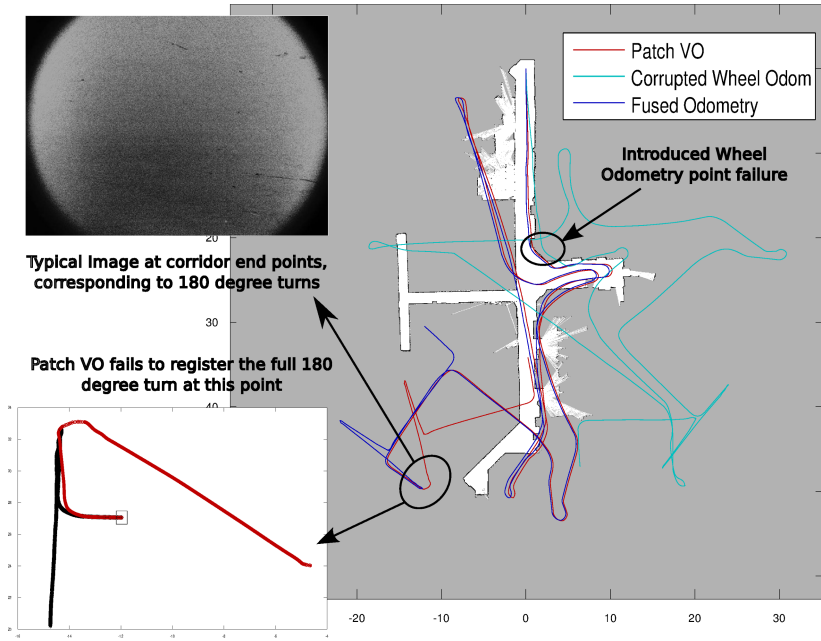 Patch VO
Corrupted Wheel Odom
Fused Odometry
Introduced Wheel
Odometry point failure
Typical Image at corridor end points,
corresponding to 180 degree turns
Patch VO fails to register the full 180
degree turn at this point
20
30
40
-20
-10
0
10
20
30